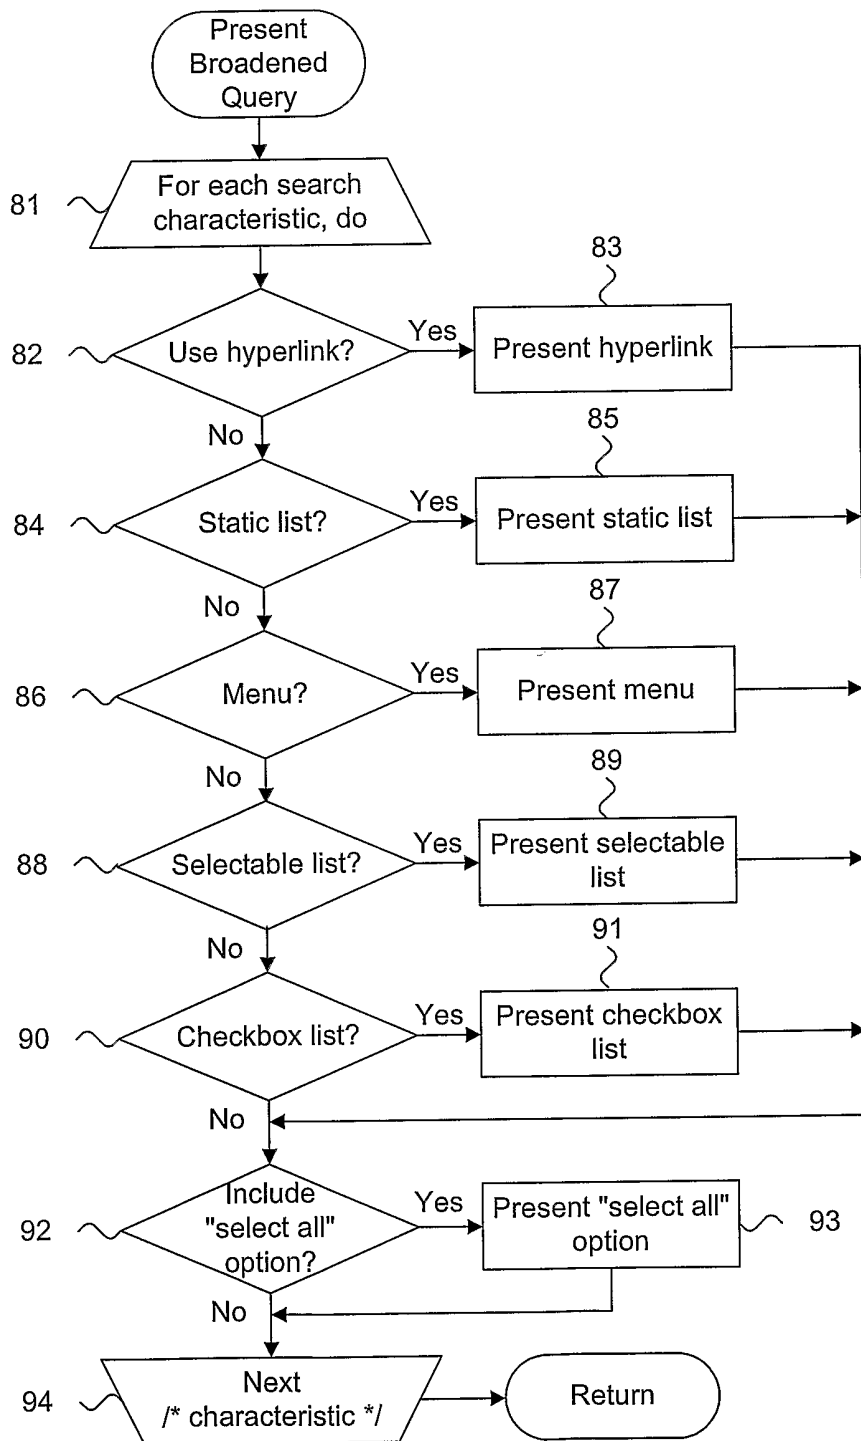 Present
Broadened
Query
81
For each search
characteristic, do
83
82
Use hyperlink?
Yes
Present hyperlink
No
85
84
Static list?
Yes
Present static list
No
87
86
Menu?
Yes
Present menu
No
89
88
Selectable list?
Yes
Present selectable
list
No
91
90
Checkbox list?
Yes
Present checkbox
list
No
92
Include
"select all"
option?
Yes
Present "select all"
option
93
No
94
Next
/* characteristic */
Return